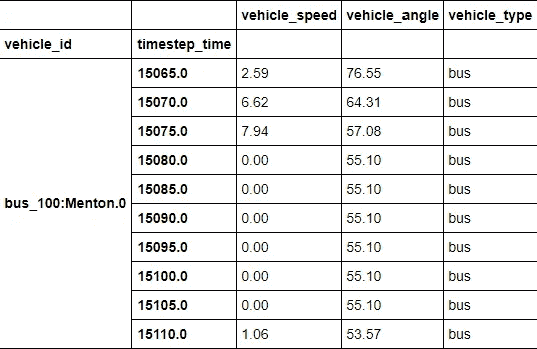 vehicle_speed vehicle_angle vehicle_type
vehicle_id timestep_time
15065.0 2.59 76.55 bus
15070.0 6.62 64.31 bus
15075.0 7.94 57.08 bus
15080.0 0.00 55.10 bus
15085.0 0.00 55.10 bus
bus_100:Menton.0 15090.0 0.00 55.10 bus
15095.0 0.00 55.10 bus
15100.0 0.00 55.10 bus
15105.0 0.00 55.10 bus
15110.0 1.06 53.57 bus